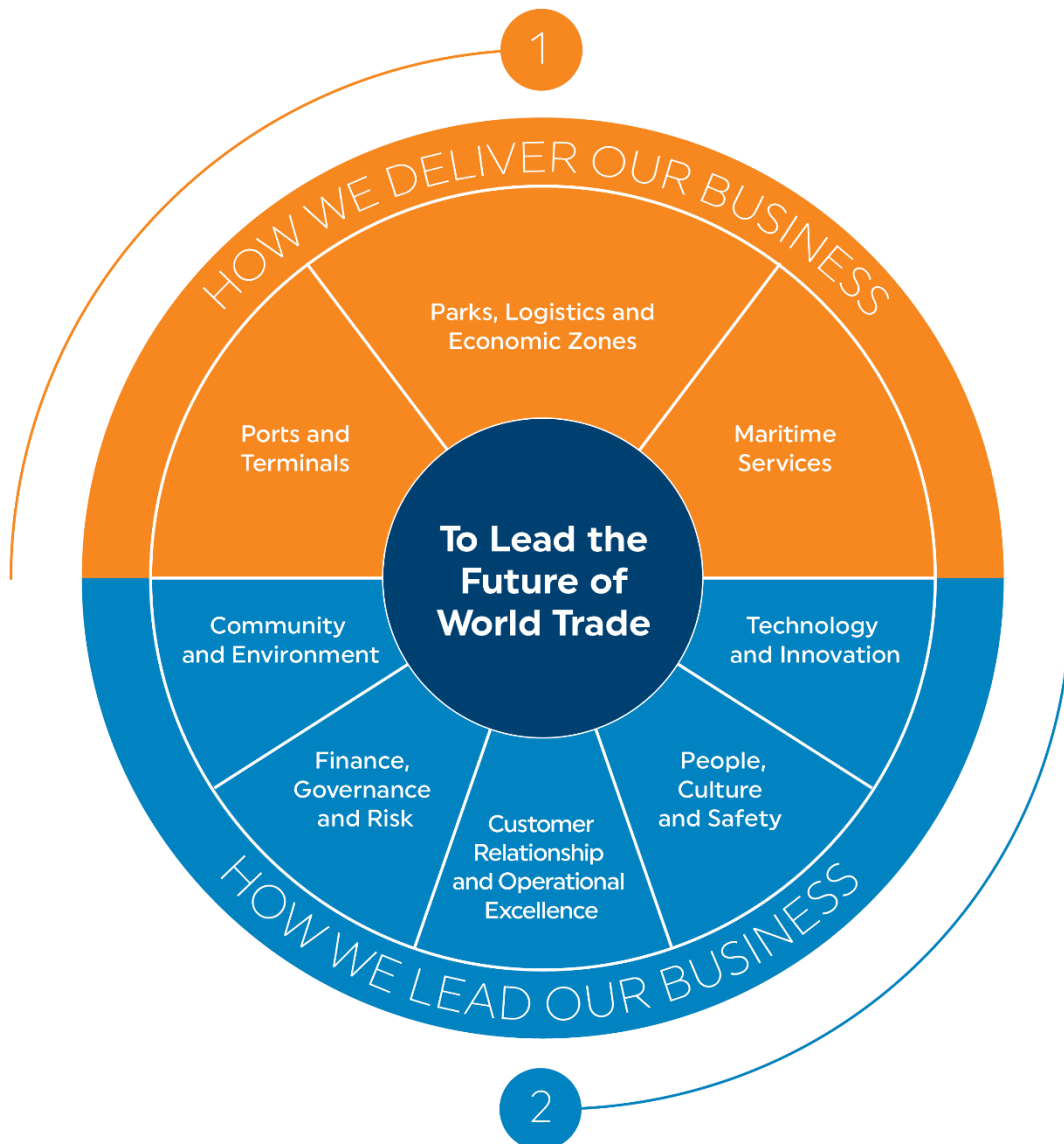 1
HOW WE DELIVER OUR BUSINESS
Parks, Logistics and
Economic Zones
Ports and
Terminals
Maritime
Services
To Lead the
Future of
World Trade
Community
and Environment
Technology
and Innovation
Finance,
Governance
and Risk
People,
Culture
and Safety
Customer
Relationship
and Operational
Excellence
HOW WE LEAD OUR BUSINESS
2